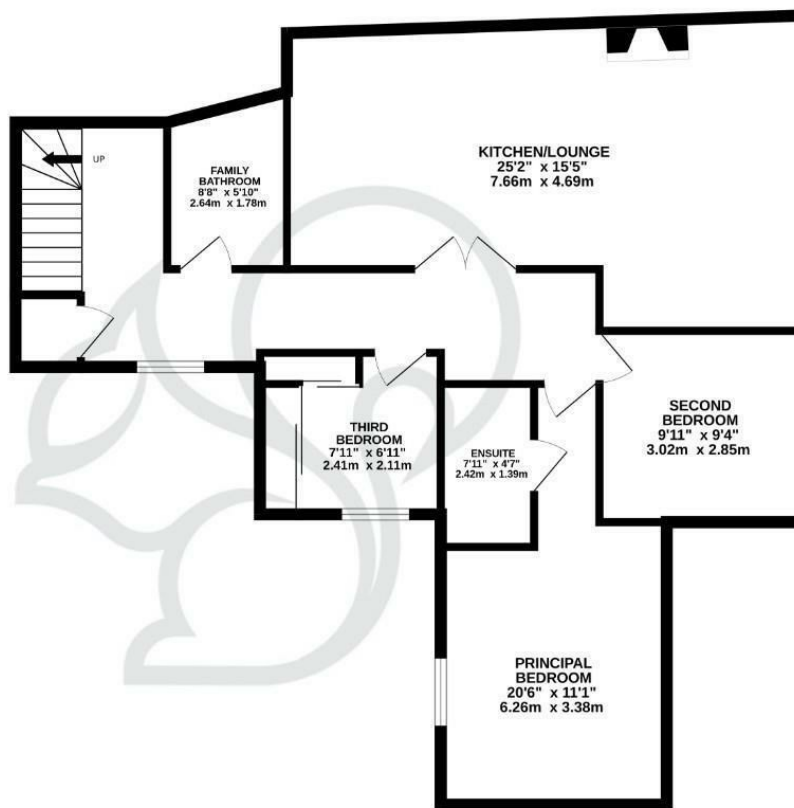 UP
FAMILY
BATHROOM
8'8" x 5'10"
2.64m x 1.78m
KITCHEN/LOUNGE
25'2" x 15'5"
7.66m x 4.69m
THIRD
BEDROOM
7'11" x 6'11"
2.41m x 2.11m
ENSUITE
7'11" x 4'7"
2.42m x 1.39m
SECOND
BEDROOM
9'11" x 9'4"
3.02m x 2.85m
PRINCIPAL
BEDROOM
20'6" x 11'1"
6.26m x 3.38m